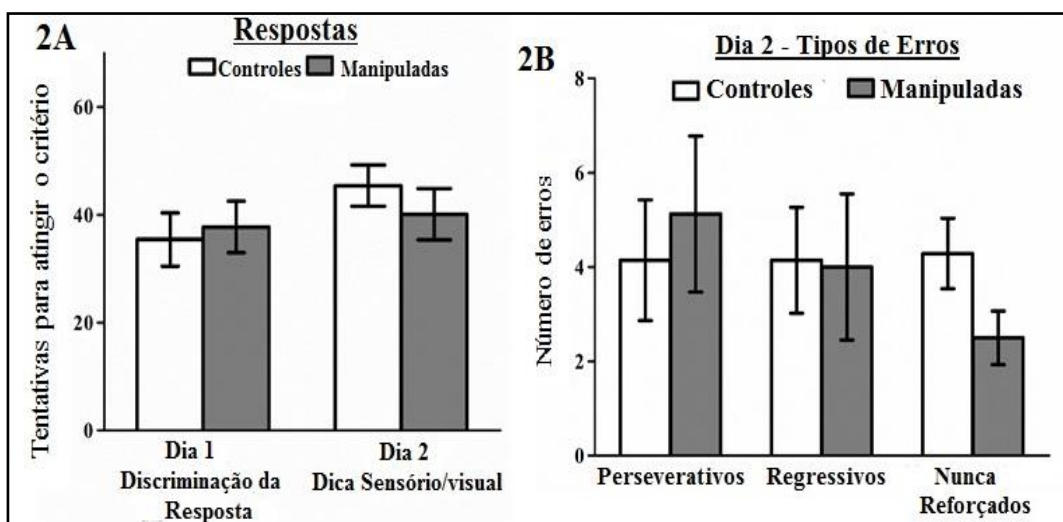 2A
Respostas
Controles Manipuladas
Tentativas para atingir o critério
60
40
20
0
Dia 1
Discriminação da
Resposta
Dia 2
Dica Sensório/visual
2B
Dia 2 - Tipos de Erros
Controles Manipuladas
Número de erros
8
6
4
2
0
Perseverativos
Regressivos
Nunca
Reforçados